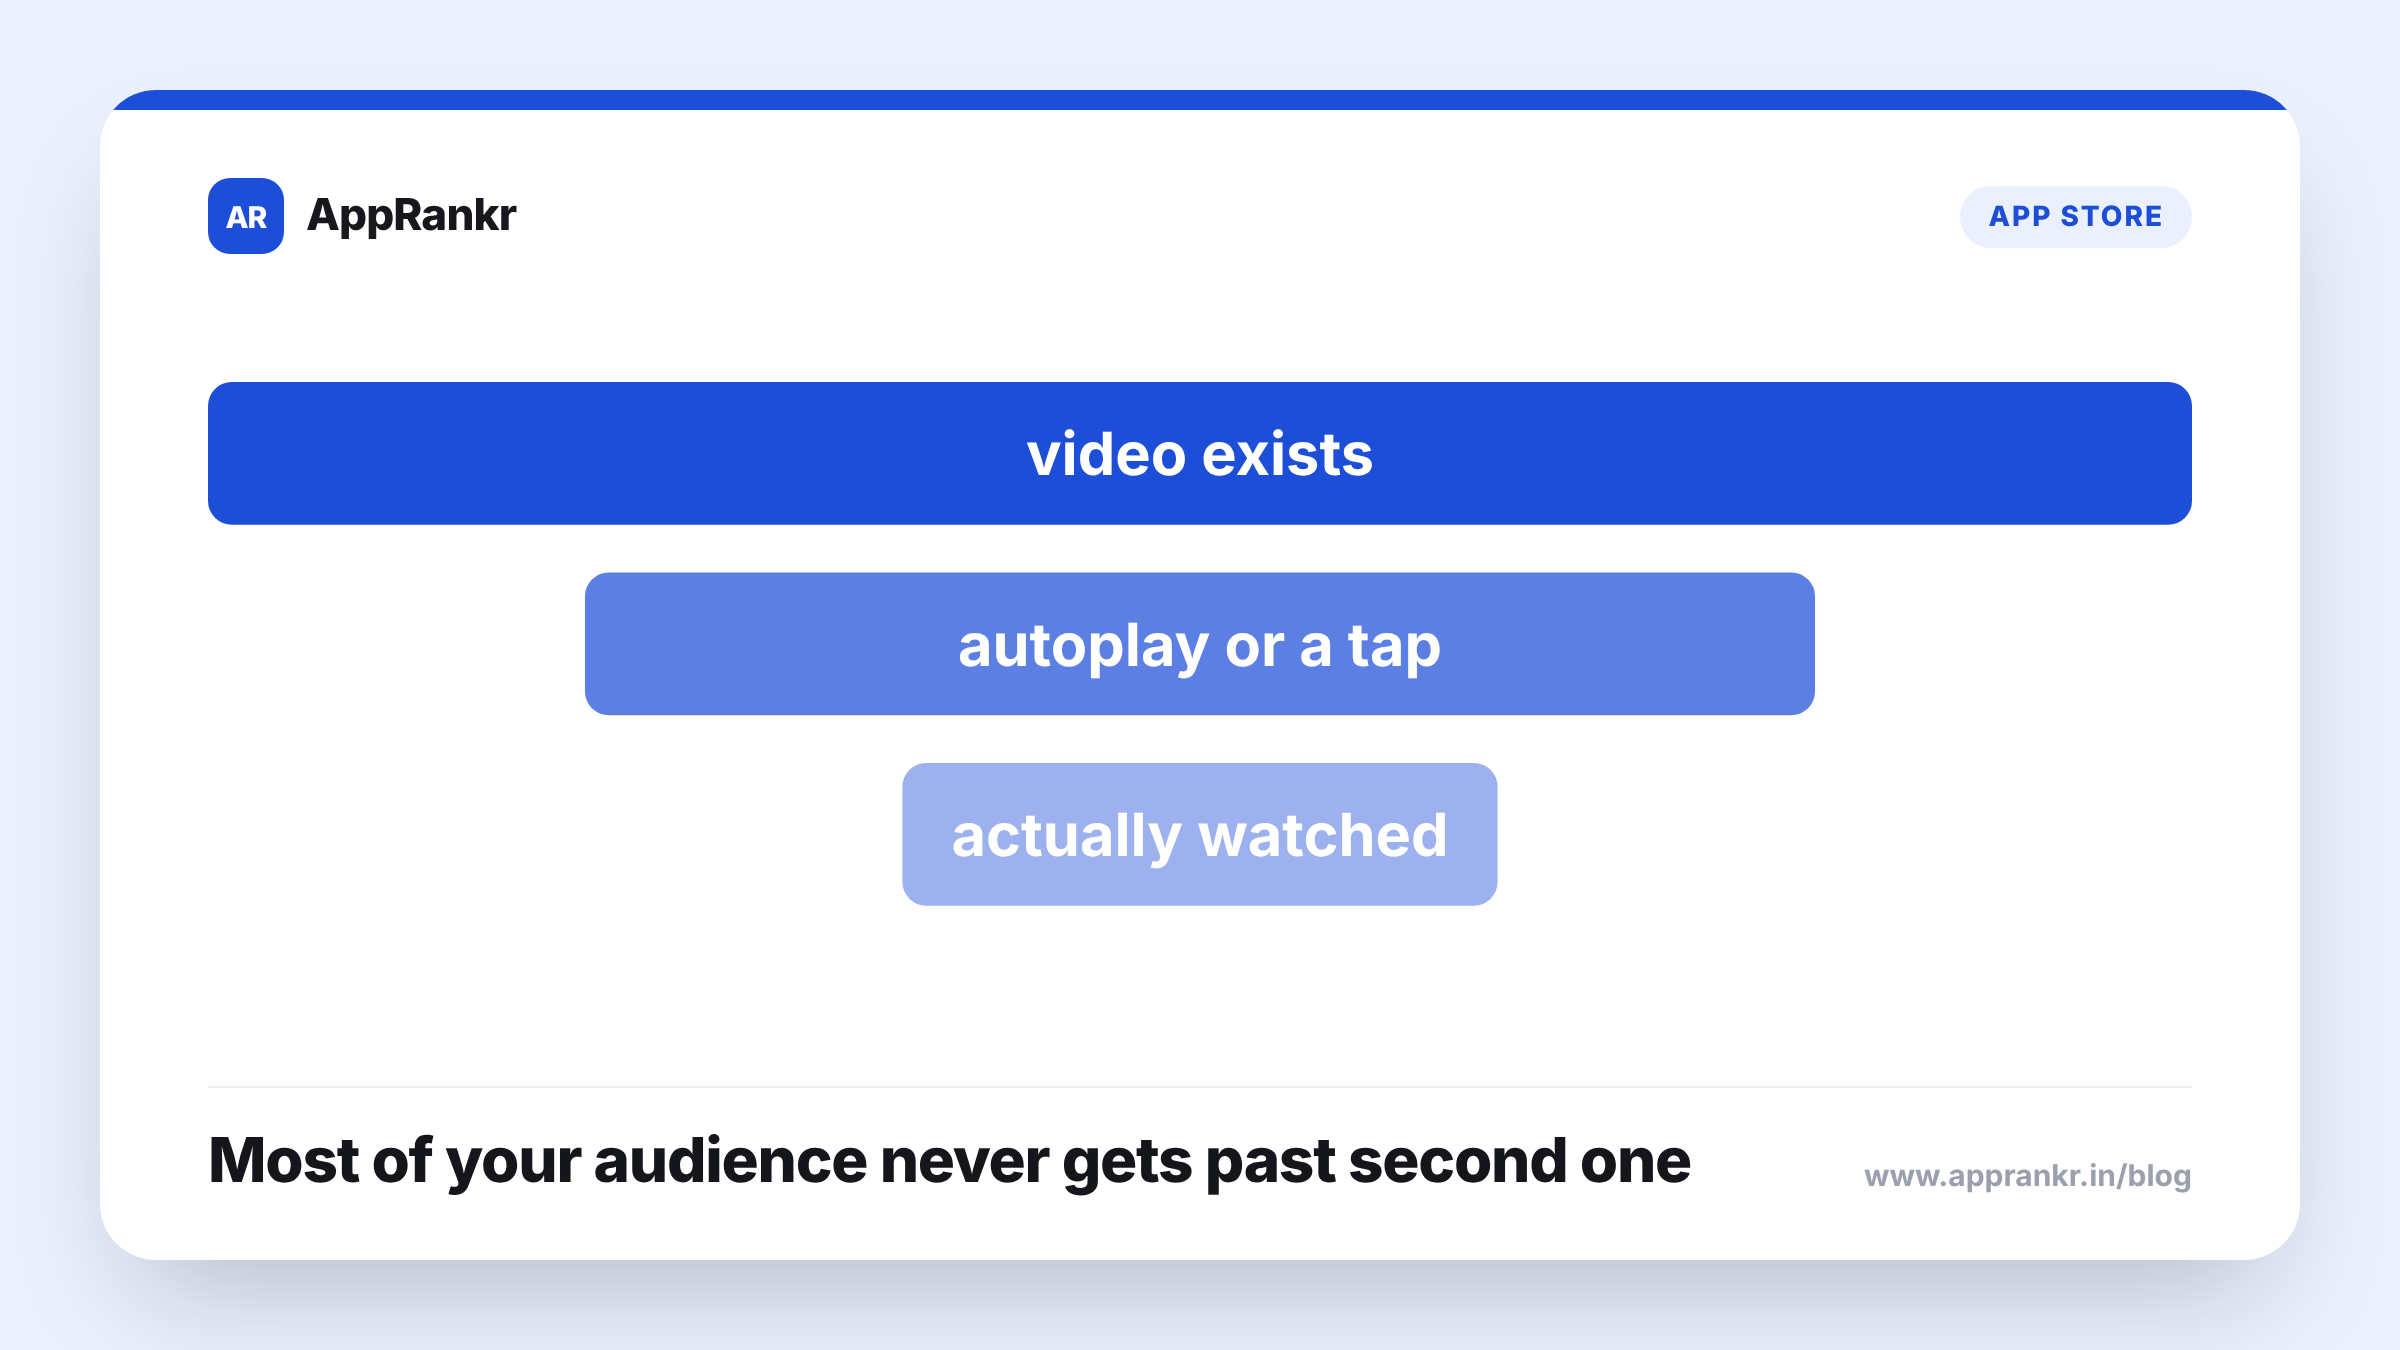 AR AppRankr
APP STORE
video exists
autoplay or a tap
actually watched
Most of your audience never gets past second one
www.apprankr.in/blog